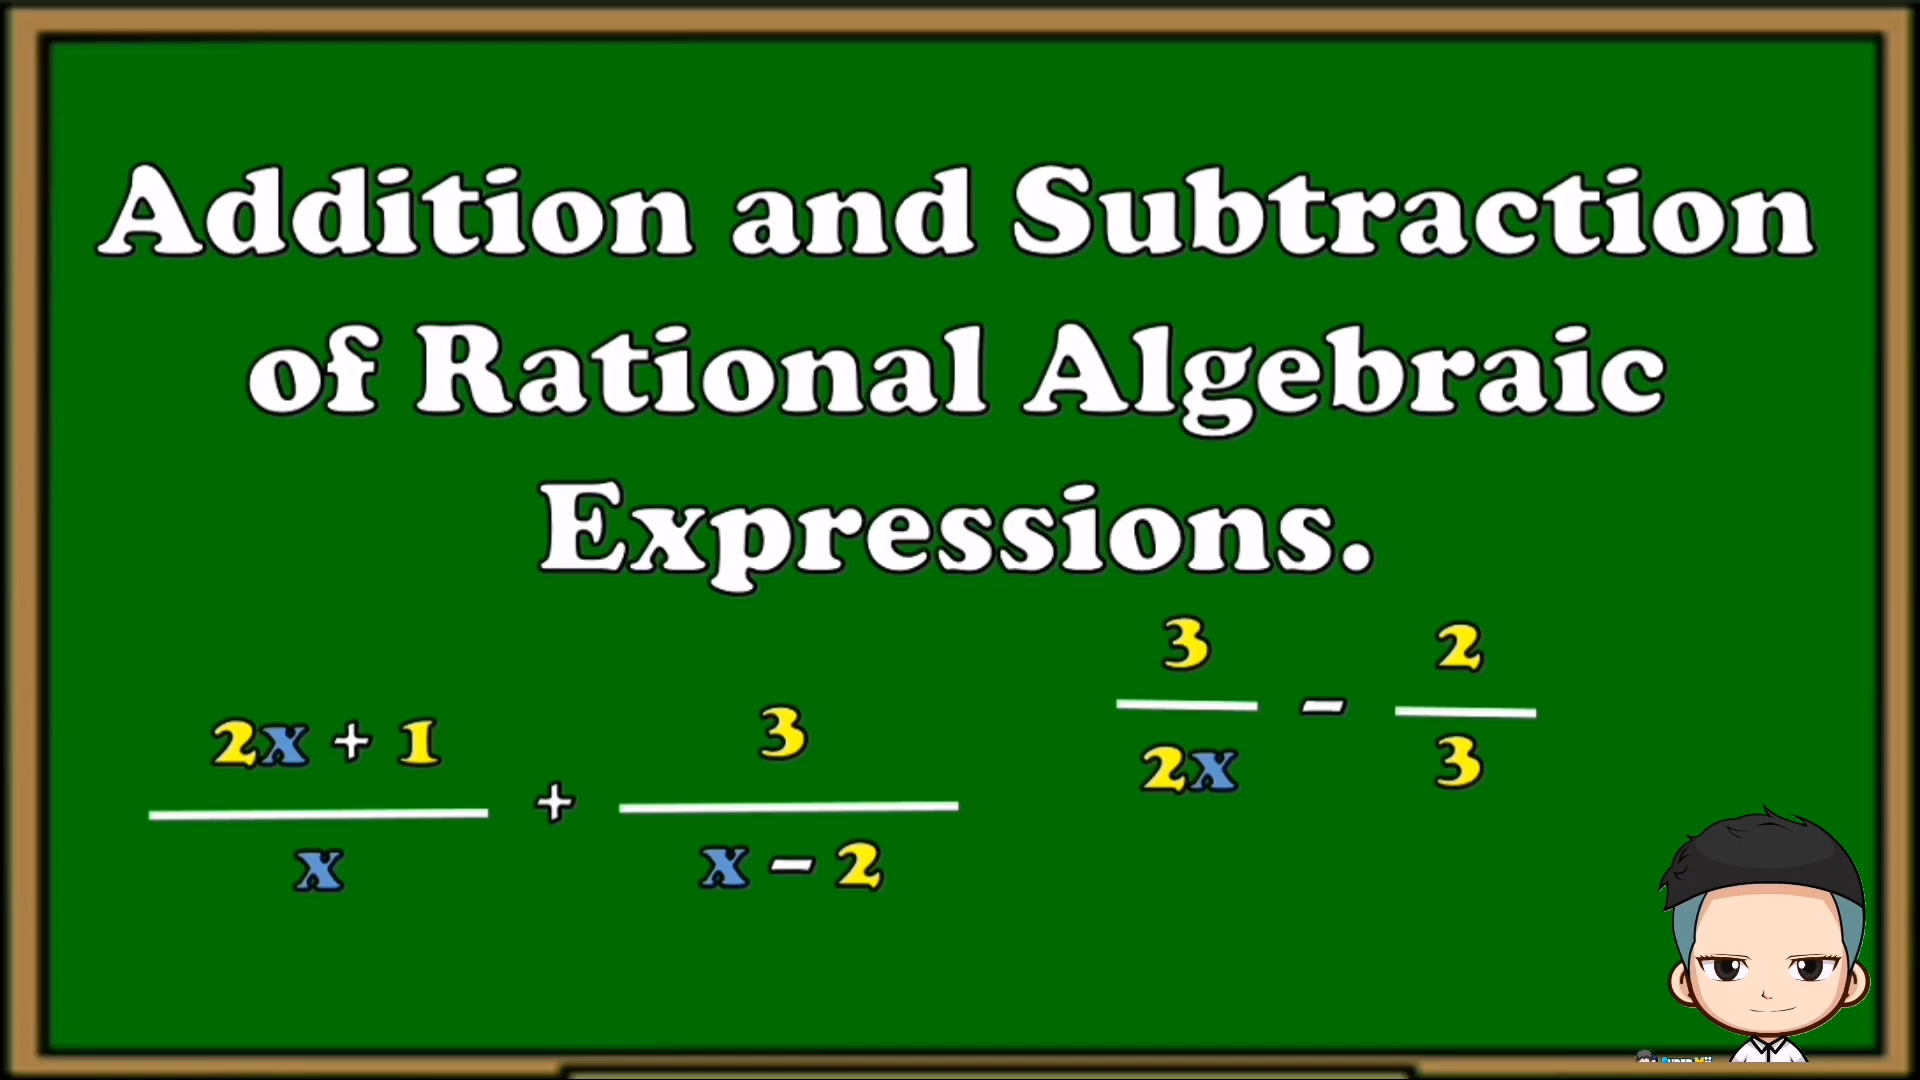 Addition and Subtraction
of Rational Algebraic
Expressions.
2x + 1
x
+
3
x - 2
3
2x
-
2
3